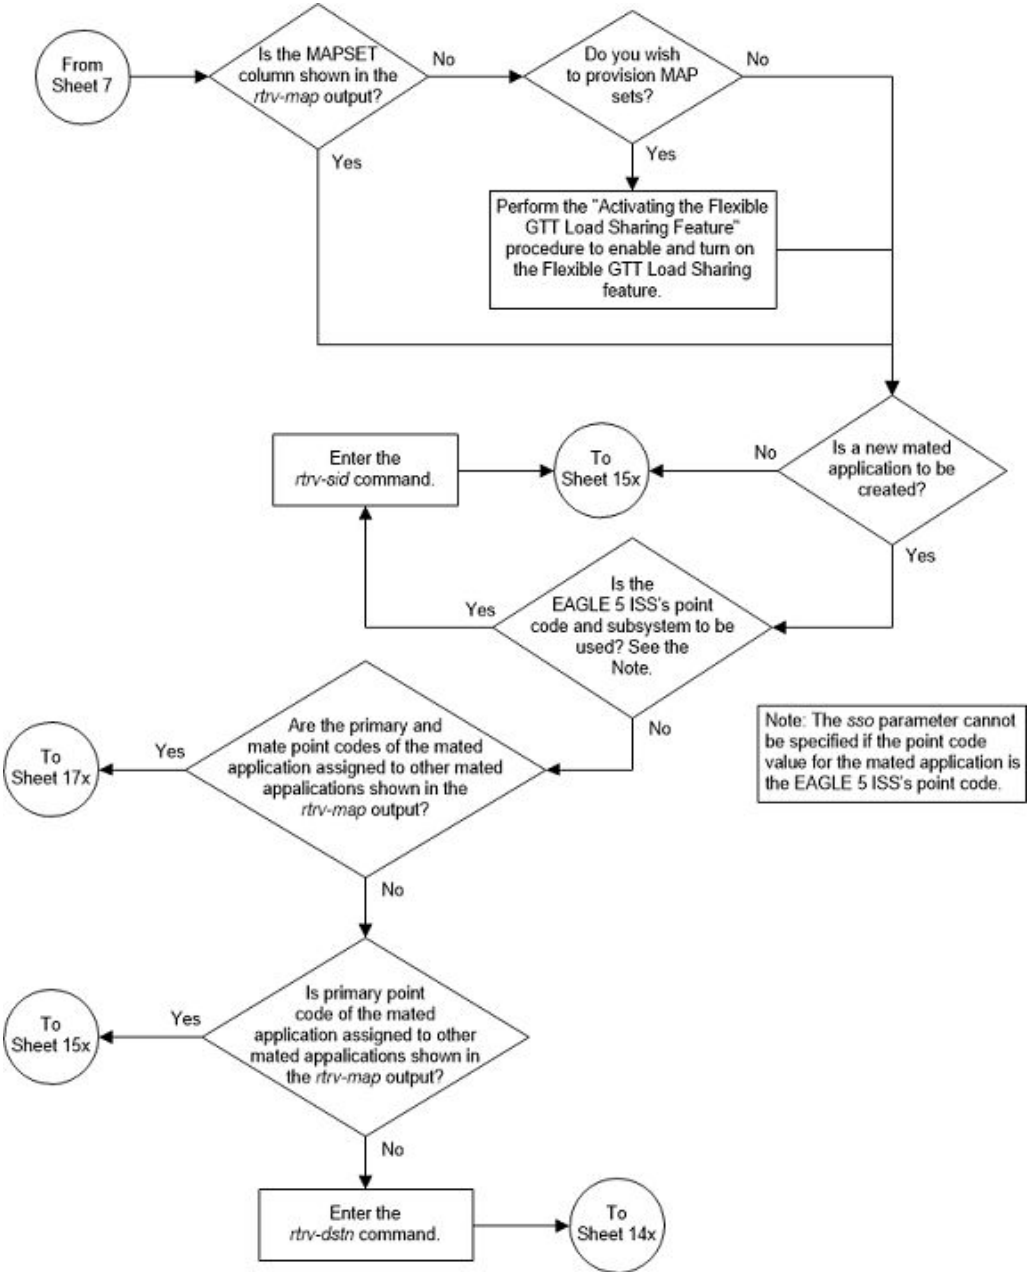 From
Sheet 7
Is the MAPSET
column shown in the
rtrv-map output?
No
Do you wish
to provision MAP
sets?
No
Yes
Yes
Perform the "Activating the Flexible
GTT Load Sharing Feature"
procedure to enable and turn on
the Flexible GTT Load Sharing
feature.
Enter the
rtrv-sid command.
To
Sheet 15x
No
Is a new mated
application to be
created?
Yes
Yes
Is the
EAGLE 5 ISS's point
code and subsystem to be
used? See the
Note.
No
To
Sheet 17x
Yes
Are the primary and
mate point codes of the mated
application assigned to other mated
appalications shown in the
rtrv-map output?
Note: The sso parameter cannot
be specified if the point code
value for the mated application is
the EAGLE 5 ISS's point code.
No
To
Sheet 15x
Yes
Is primary point
code of the mated
application assigned to other
mated appalications shown in
the rtrv-map output?
No
Enter the
rtrv-dstn command.
To
Sheet 14x